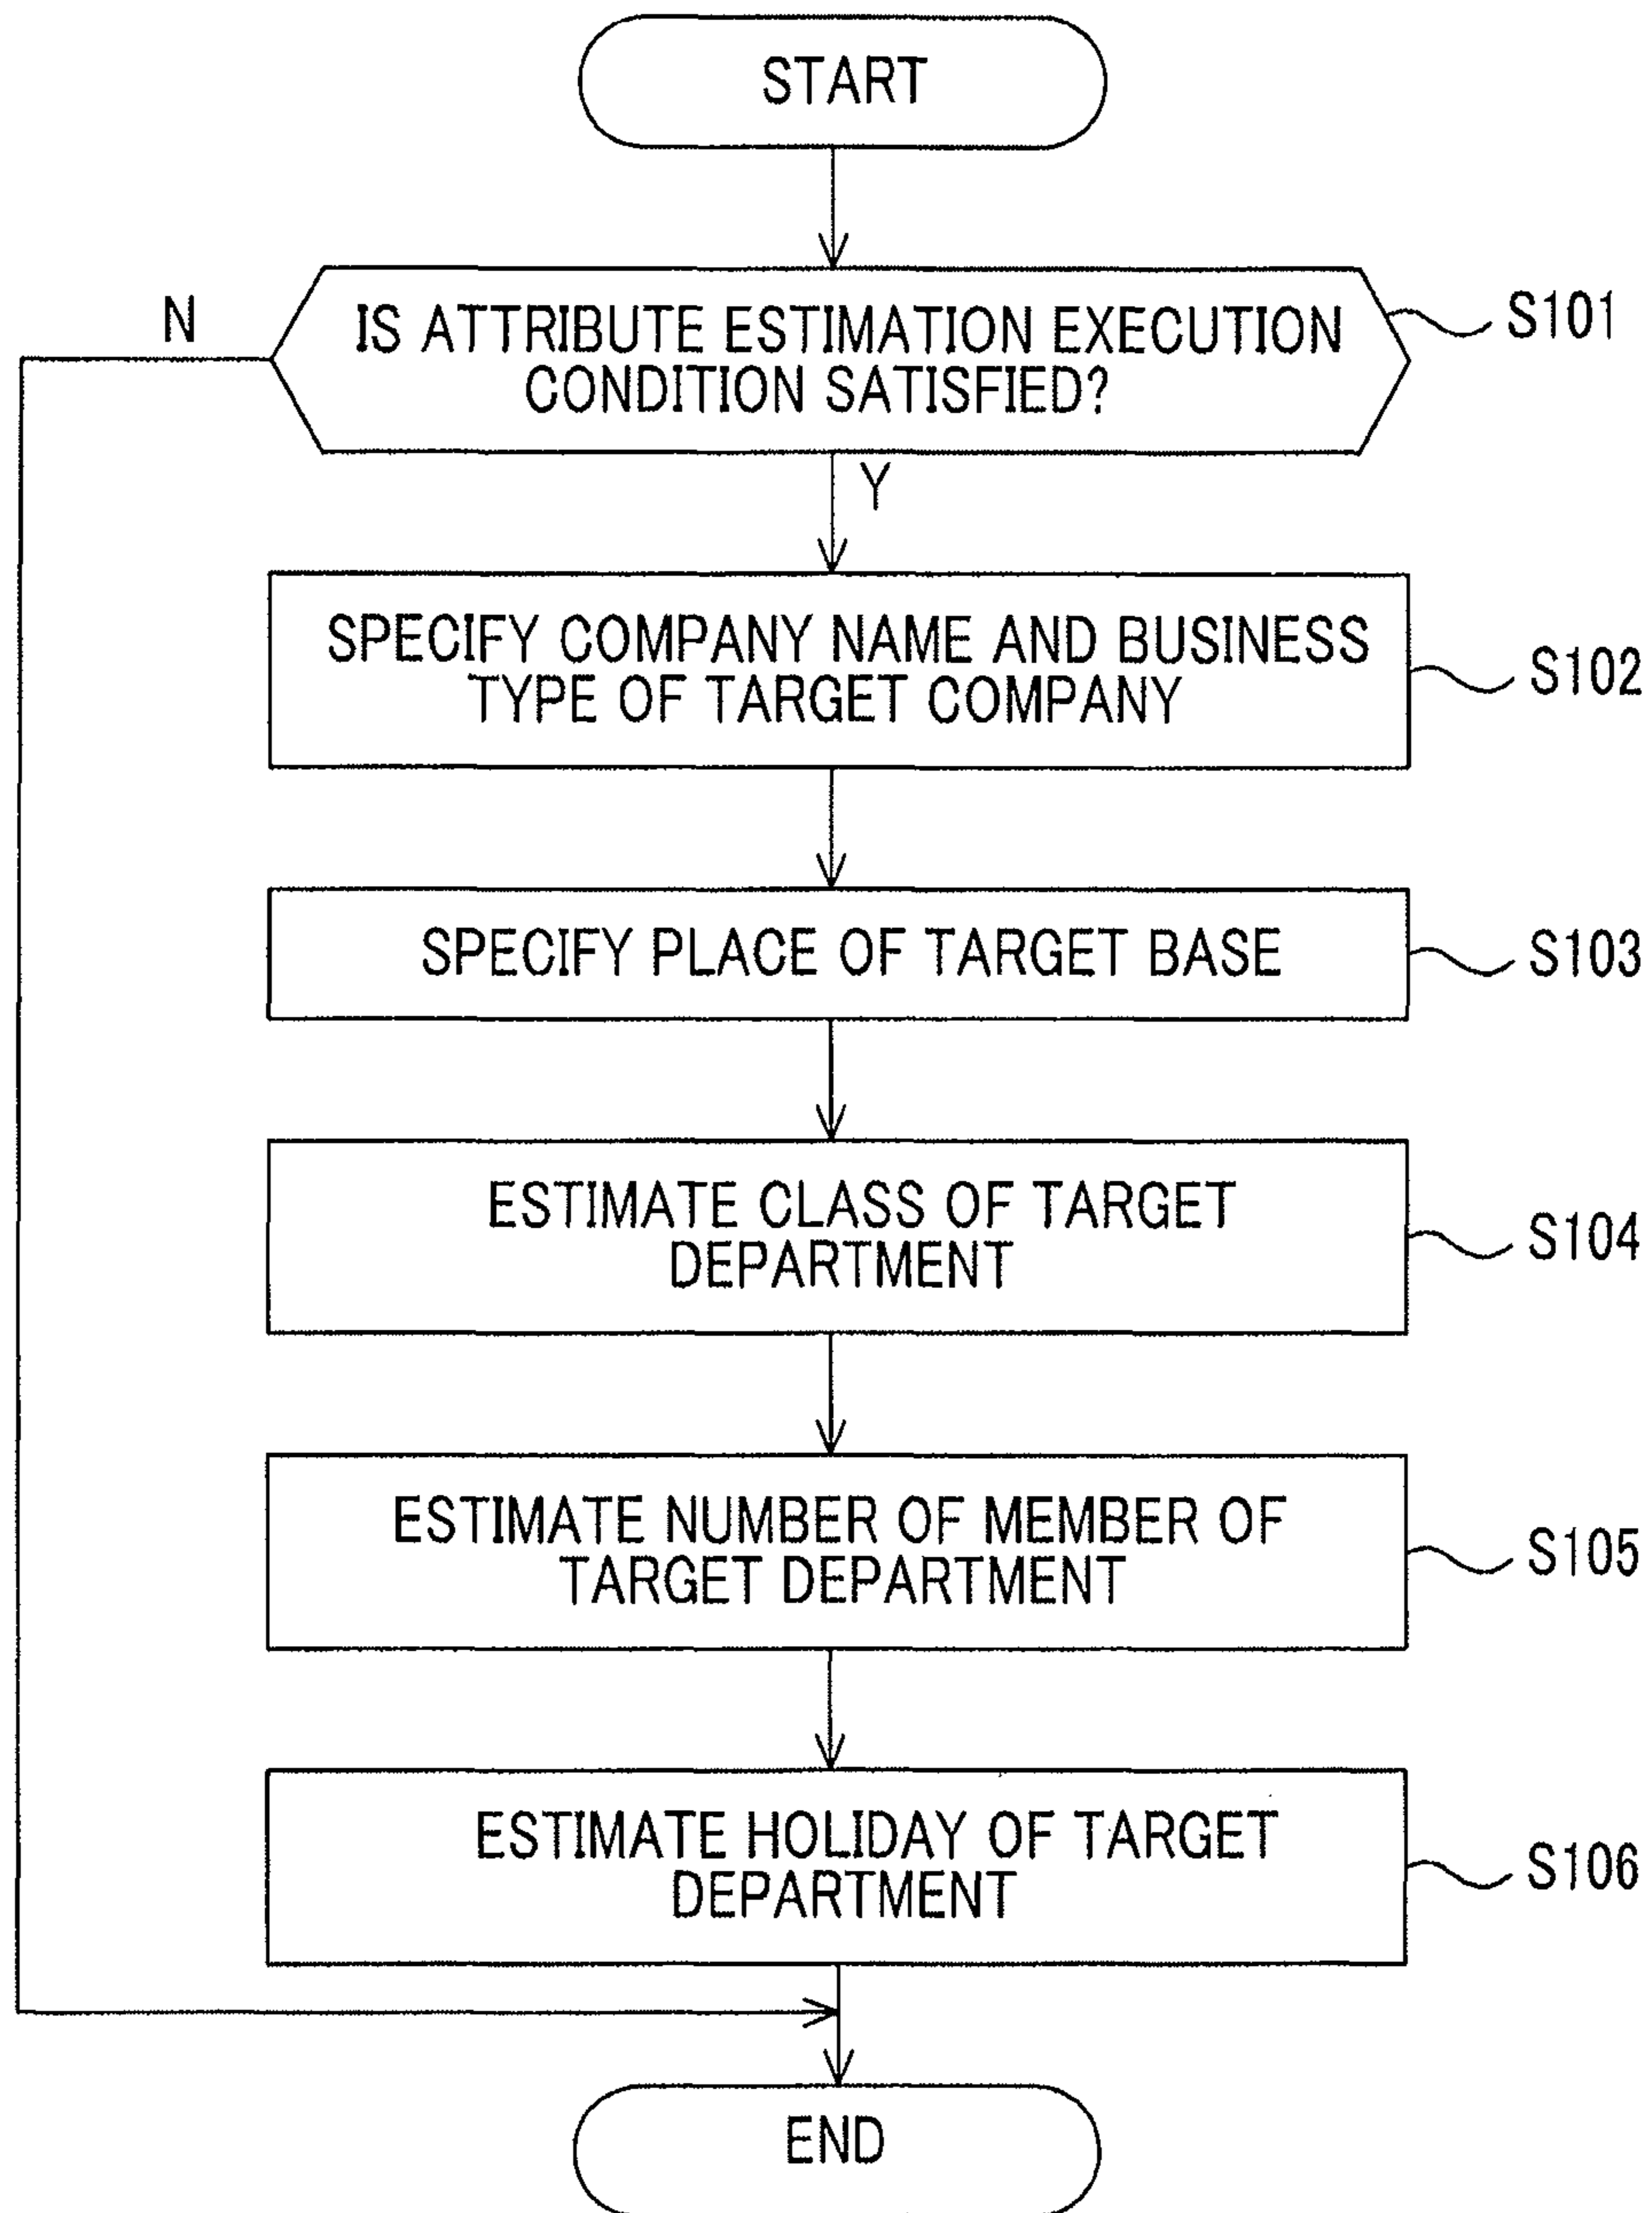 START
N
IS ATTRIBUTE ESTIMATION EXECUTION
CONDITION SATISFIED?
S101
Y
SPECIFY COMPANY NAME AND BUSINESS
TYPE OF TARGET COMPANY
S102
SPECIFY PLACE OF TARGET BASE
S103
ESTIMATE CLASS OF TARGET
DEPARTMENT
S104
ESTIMATE NUMBER OF MEMBER OF
TARGET DEPARTMENT
S105
ESTIMATE HOLIDAY OF TARGET
DEPARTMENT
S106
END